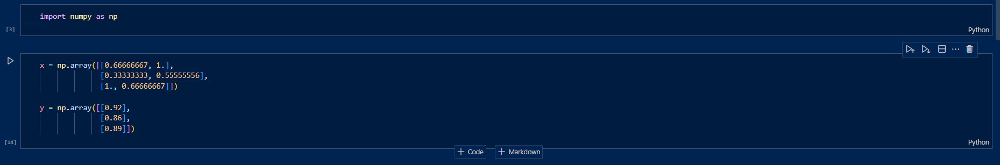 import numpy as np
[3]
Python
x = np.array([[0.66666667, 1.],
[0.33333333, 0.55555556],
[1., 0.66666667]])
y = np.array([[0.92],
[0.86],
[0.89]])
[14]
Python
+ Code + Markdown